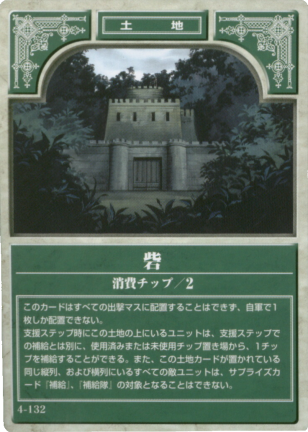 土　地
砦
消費チップ／2
このカードはすべての出撃マスに配置することはできず、自軍で1
枚しか配置できない。
支援ステップ時にこの土地の上にいるユニットは、支援ステップで
の補給とは別に、使用済みまたは未使用チップ置き場から、1チッ
プを補給することができる。また、この土地カードが置かれている
同じ縦列、および横列にいるすべての敵ユニットは、サプライズカ
ード『補給』、『補給隊』の対象となることはできない。
4-132